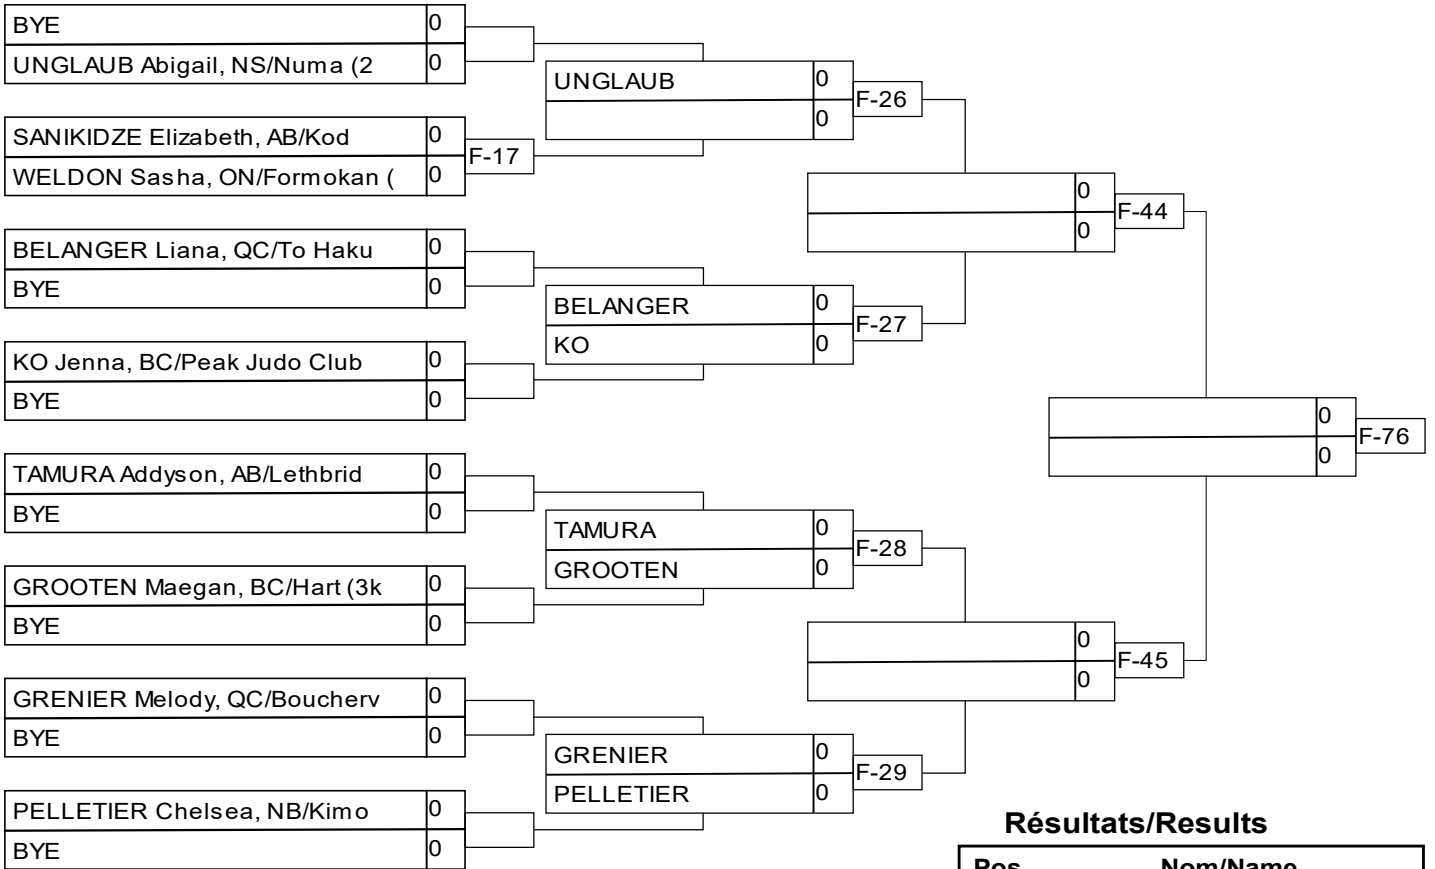 BYE 0
UNGLAUB Abigail, NS/Numa (2 0
SANIKIDZE Elizabeth, AB/Kod 0
WELDON Sasha, ON/Formokan ( 0
F-17
BELANGER Liana, QC/To Haku 0
BYE 0
KO Jenna, BC/Peak Judo Club 0
BYE 0
TAMURA Addyson, AB/Lethbrid 0
BYE 0
GROOTEN Maegan, BC/Hart (3k 0
BYE 0
GRENIER Melody, QC/Boucherv 0
BYE 0
PELLETIER Chelsea, NB/Kimo 0
BYE 0
UNGLAUB 0
0
F-26
BELANGER 0
KO 0
F-27
TAMURA 0
GROOTEN 0
F-28
GRENIER 0
PELLETIER 0
F-29
0
0
F-44
0
0
F-45
0
0
F-76
Résultats/Results
Pos Nom/Name